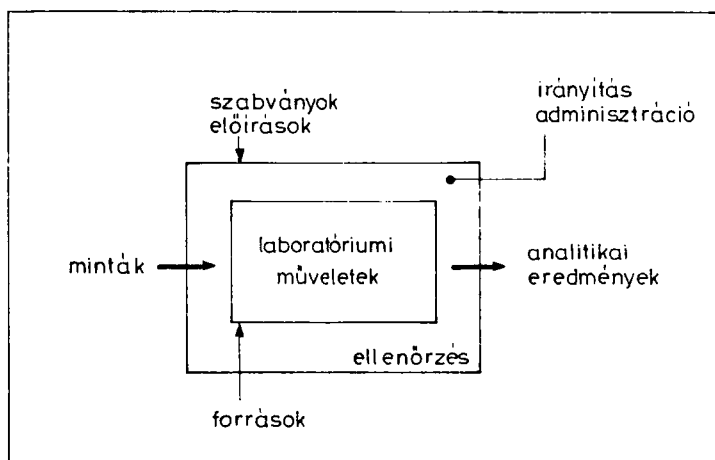 szabványok
előírások
irányítás
adminisztráció
minták
laboratóriumi
műveletek
analitikai
eredmények
ellenőrzés
források